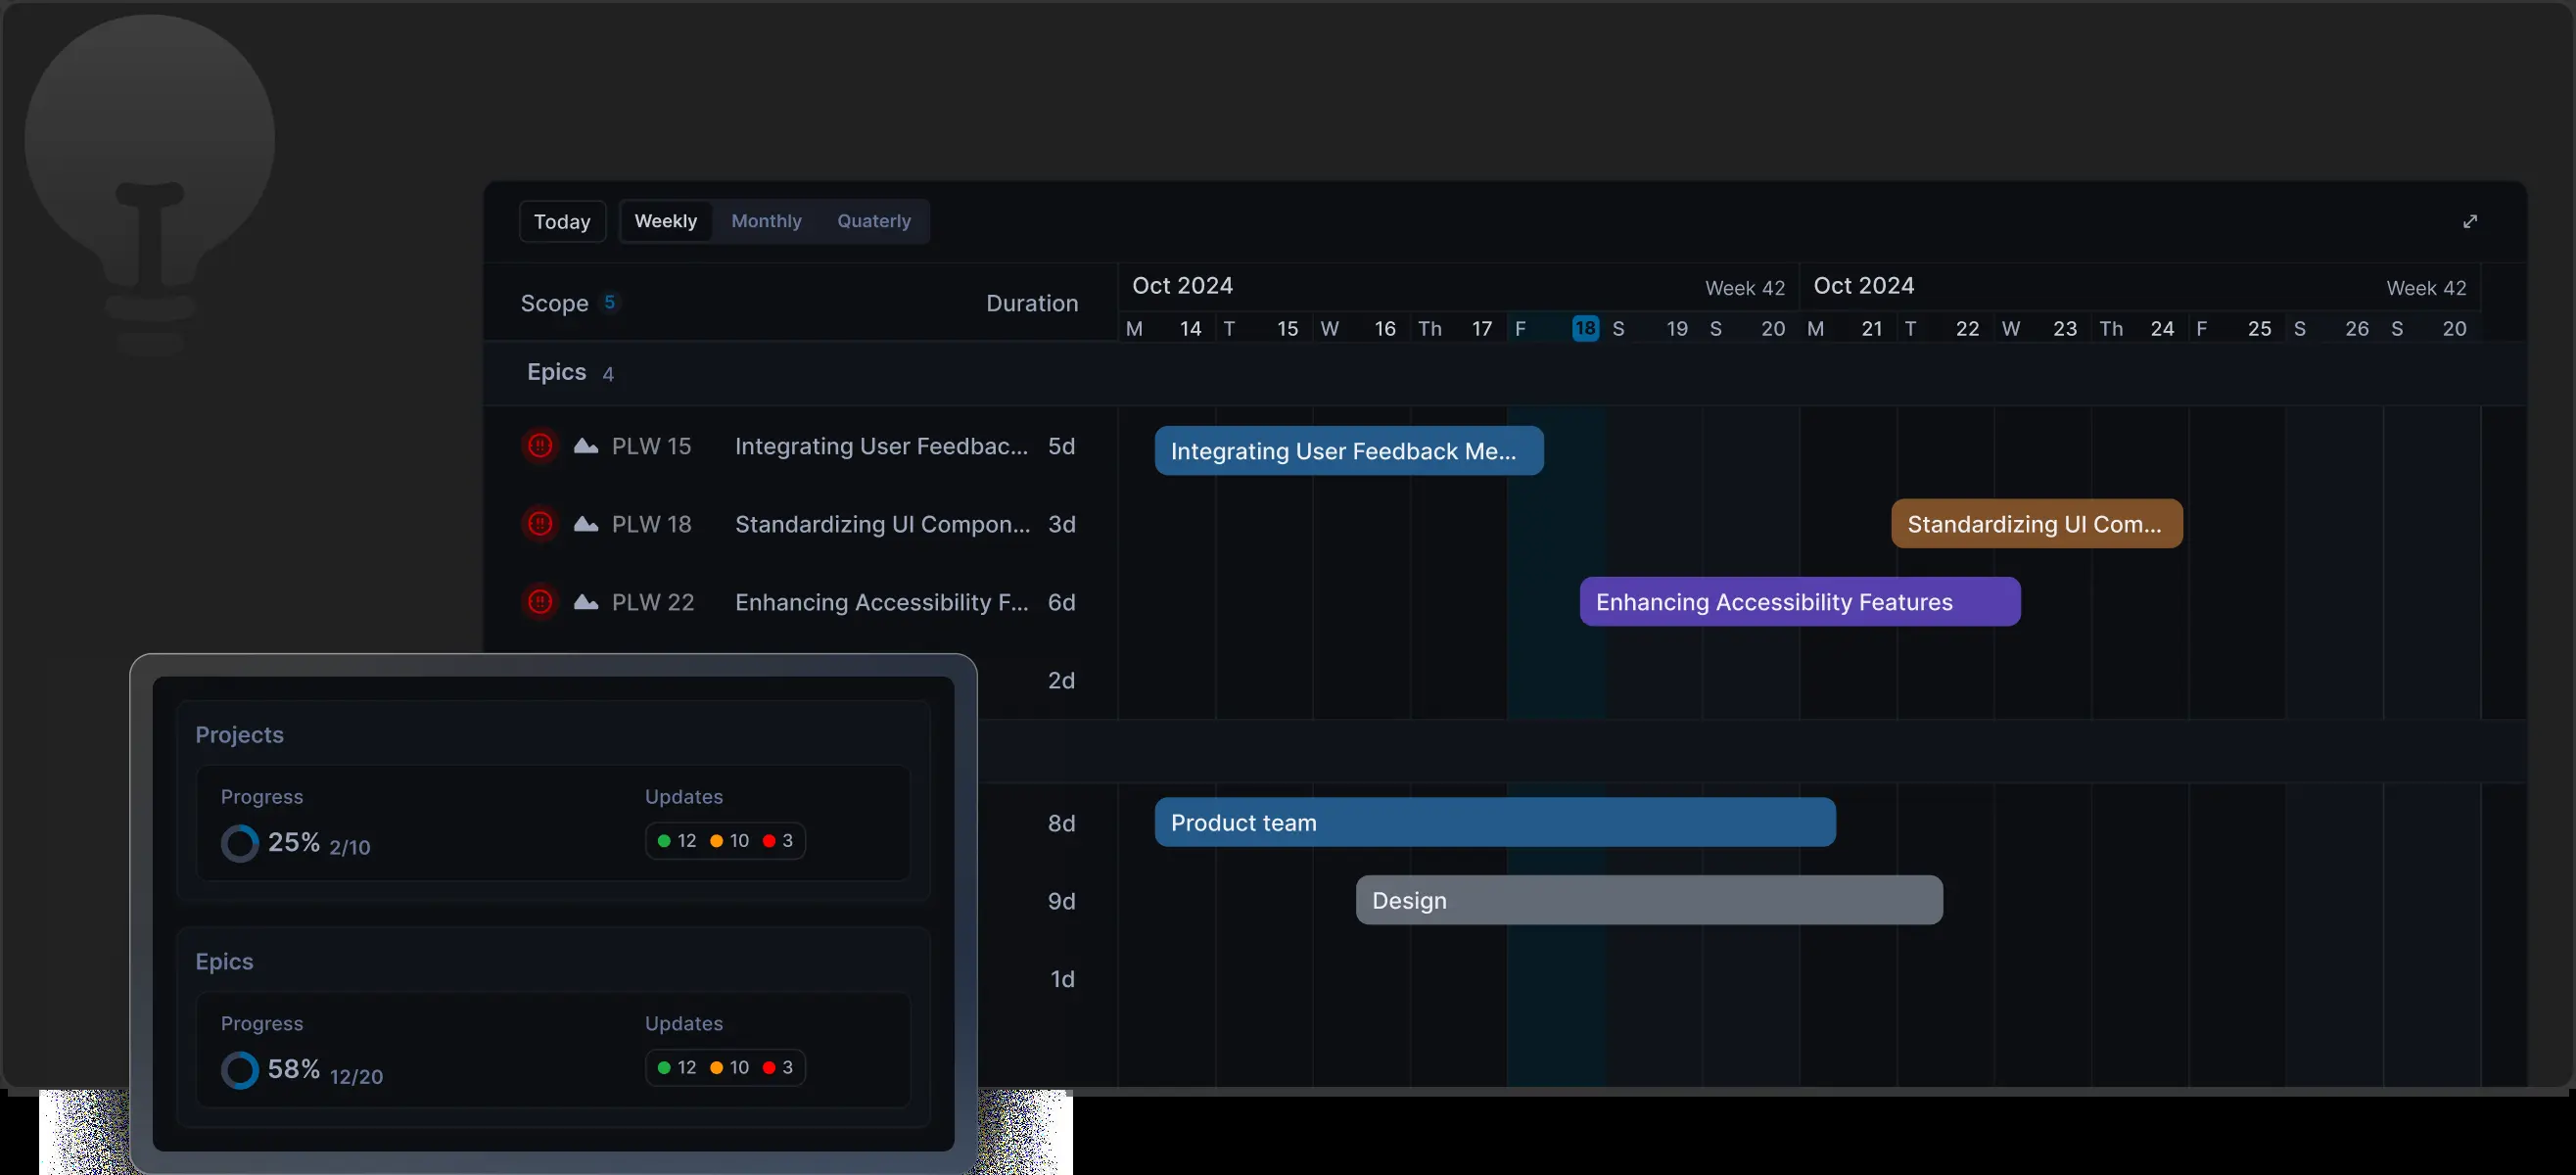 Today Weekly Monthly Quaterly
Scope 5 Duration Oct 2024 Week 42 Oct 2024 Week 42
M 14 T 15 W 16 Th 17 F 18 S 19 S 20 M 21 T 22 W 23 Th 24 F 25 S 26 S 20
Epics 4
PLW 15 Integrating User Feedbac... 5d Integrating User Feedback Me...
PLW 18 Standardizing UI Compon... 3d Standardizing UI Com...
PLW 22 Enhancing Accessibility F... 6d Enhancing Accessibility Features
2d
8d Product team
9d Design
1d
Projects
Progress Updates
25% 2/10 12 10 3
Epics
Progress Updates
58% 12/20 12 10 3